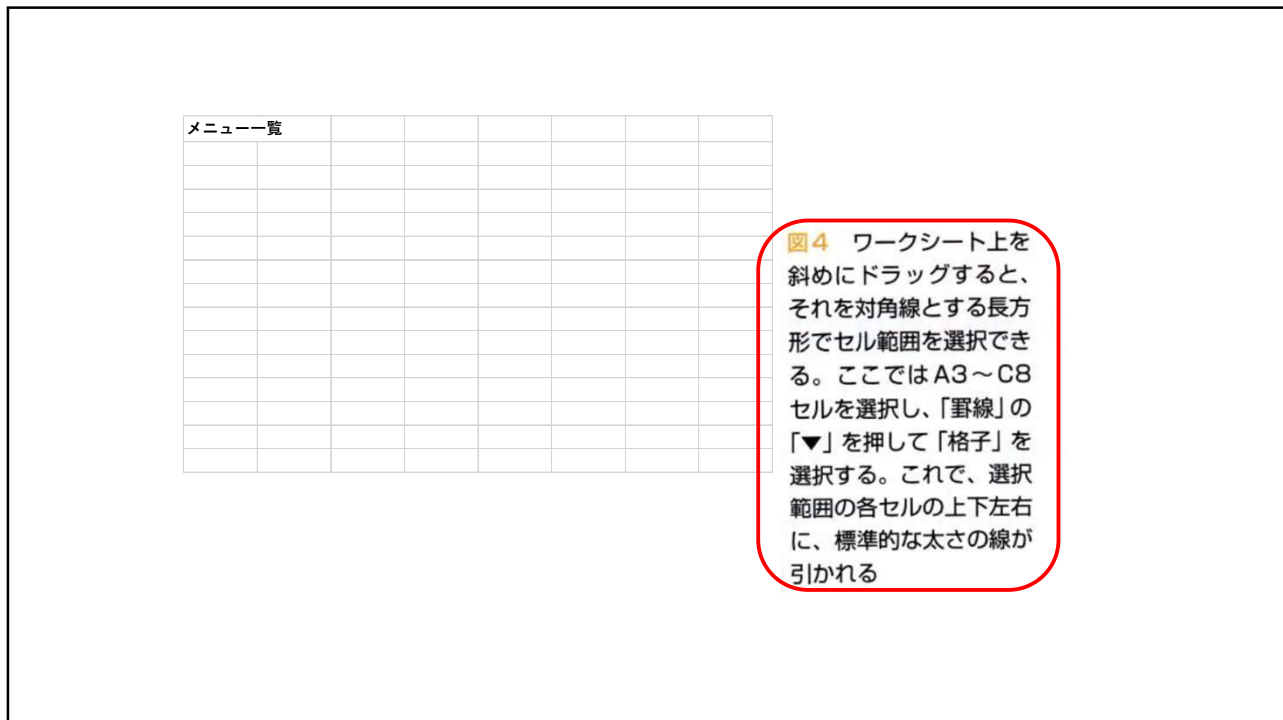 メニュー一覧
図4　ワークシート上を
斜めにドラッグすると、
それを対角線とする長方
形でセル範囲を選択でき
る。ここではA3～C8
セルを選択し、「罫線」の
「▼」を押して「格子」を
選択する。これで、選択
範囲の各セルの上下左右
に、標準的な太さの線が
引かれる